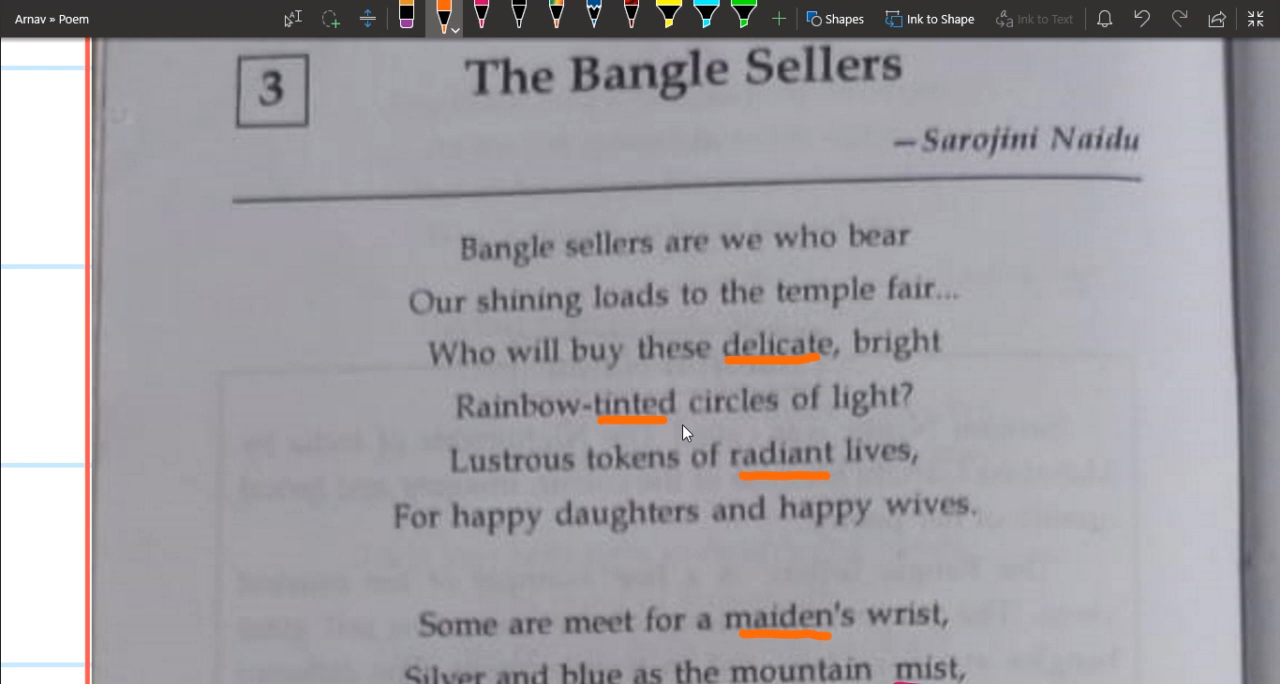 Arnav » Poem
Shapes
Ink to Shape
Ink to Text
3
The Bangle Sellers
—Sarojini Naidu
Bangle sellers are we who bear
Our shining loads to the temple fair...
Who will buy these delicate, bright
Rainbow-tinted circles of light?
Lustrous tokens of radiant lives,
For happy daughters and happy wives.
Some are meet for a maiden's wrist,
Silver and blue as the mountain mist,